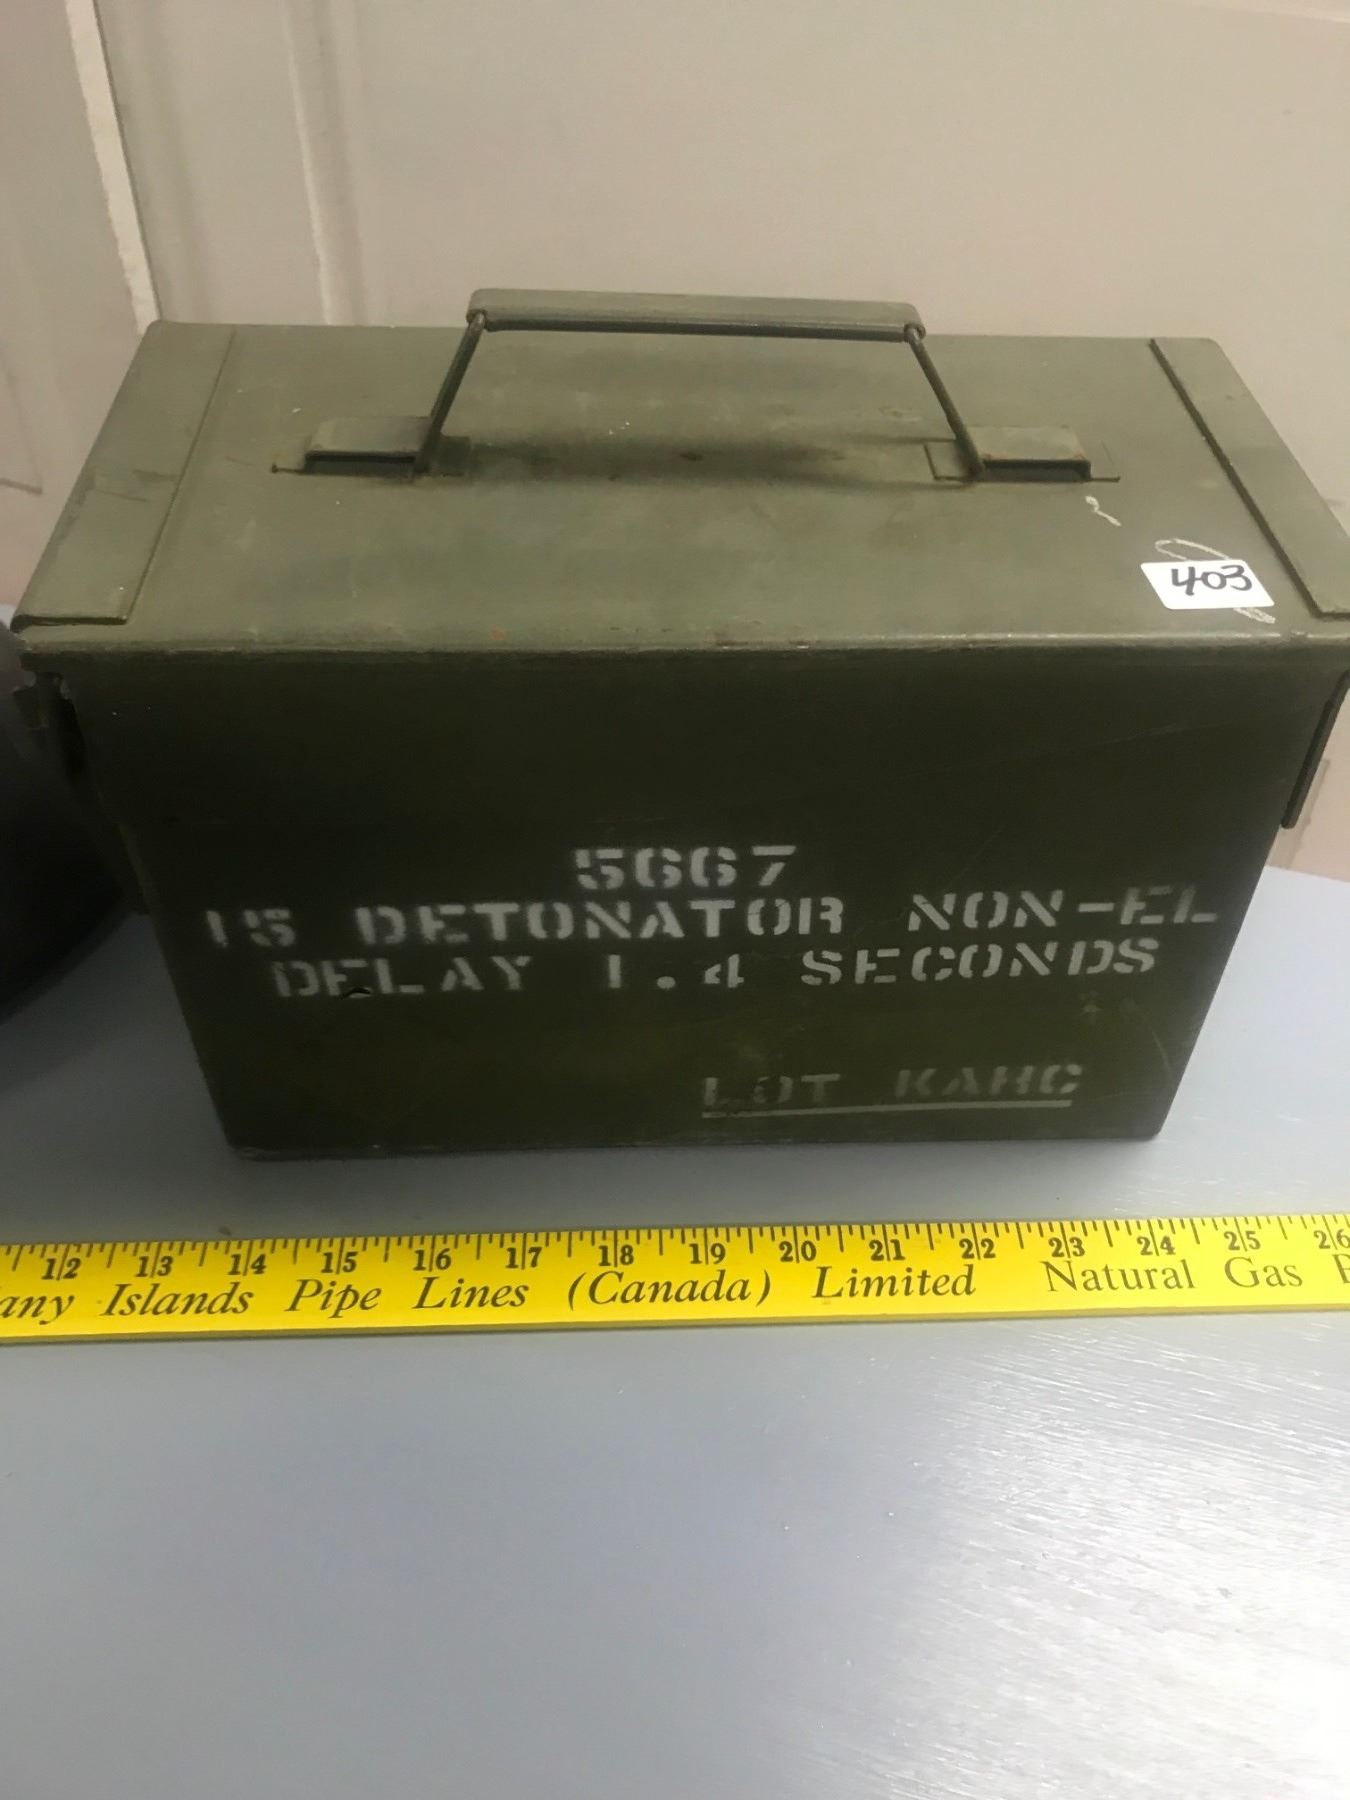 403
5667
15 DETONATOR NON-EL
DELAY 1.4 SECONDS
LOT KAHC
12 13 14 15 16 17 18 19 20 21 22 23 24 25 26
any Islands Pipe Lines (Canada) Limited Natural Gas